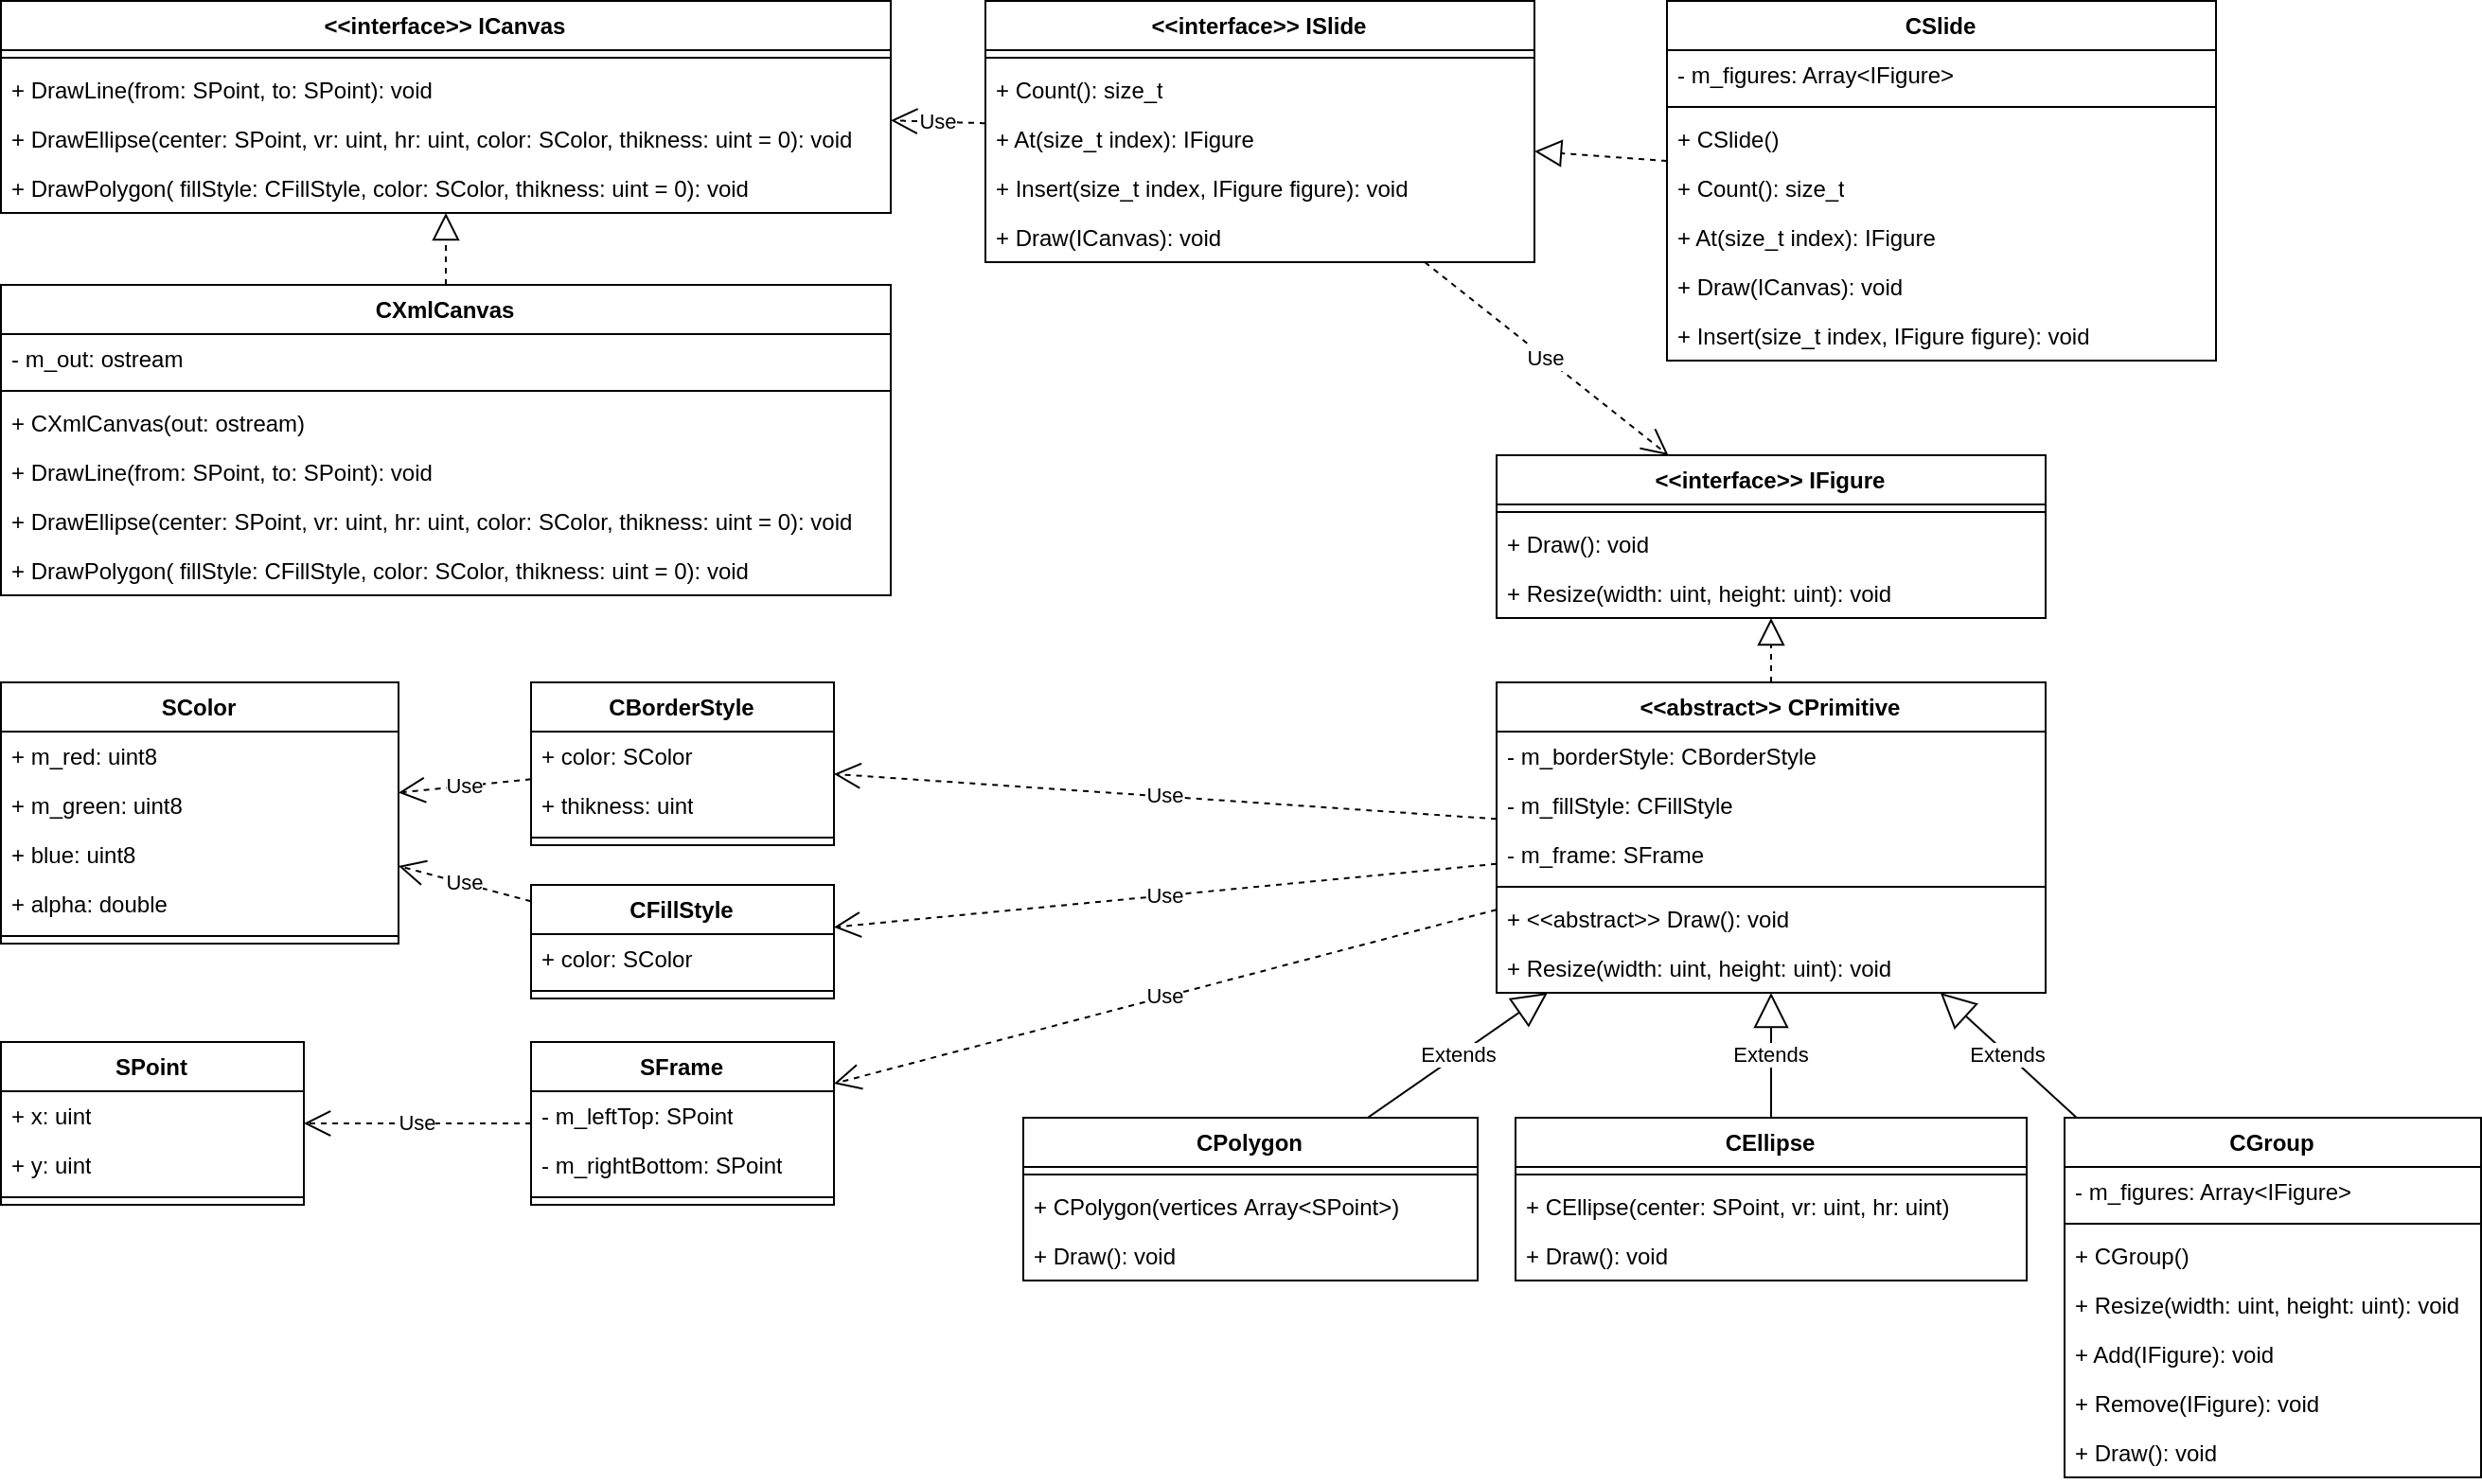 <<interface>> ICanvas
+ DrawLine(from: SPoint, to: SPoint): void
+ DrawEllipse(center: SPoint, vr: uint, hr: uint, color: SColor, thikness: uint = 0): void
+ DrawPolygon( fillStyle: CFillStyle, color: SColor, thikness: uint = 0): void
Use
<<interface>> ISlide
+ Count(): size_t
+ At(size_t index): IFigure
+ Insert(size_t index, IFigure figure): void
+ Draw(ICanvas): void
CSlide
- m_figures: Array<IFigure>
+ CSlide()
+ Count(): size_t
+ At(size_t index): IFigure
+ Draw(ICanvas): void
+ Insert(size_t index, IFigure figure): void
CXmlCanvas
- m_out: ostream
+ CXmlCanvas(out: ostream)
+ DrawLine(from: SPoint, to: SPoint): void
+ DrawEllipse(center: SPoint, vr: uint, hr: uint, color: SColor, thikness: uint = 0): void
+ DrawPolygon( fillStyle: CFillStyle, color: SColor, thikness: uint = 0): void
Use
<<interface>> IFigure
+ Draw(): void
+ Resize(width: uint, height: uint): void
SColor
+ m_red: uint8
+ m_green: uint8
+ blue: uint8
+ alpha: double
Use
Use
CBorderStyle
+ color: SColor
+ thikness: uint
CFillStyle
+ color: SColor
Use
Use
Use
<<abstract>> CPrimitive
- m_borderStyle: CBorderStyle
- m_fillStyle: CFillStyle
- m_frame: SFrame
+ <<abstract>> Draw(): void
+ Resize(width: uint, height: uint): void
SPoint
+ x: uint
+ y: uint
Use
SFrame
- m_leftTop: SPoint
- m_rightBottom: SPoint
Extends
Extends
Extends
CPolygon
+ CPolygon(vertices Array<SPoint>)
+ Draw(): void
CEllipse
+ CEllipse(center: SPoint, vr: uint, hr: uint)
+ Draw(): void
CGroup
- m_figures: Array<IFigure>
+ CGroup()
+ Resize(width: uint, height: uint): void
+ Add(IFigure): void
+ Remove(IFigure): void
+ Draw(): void